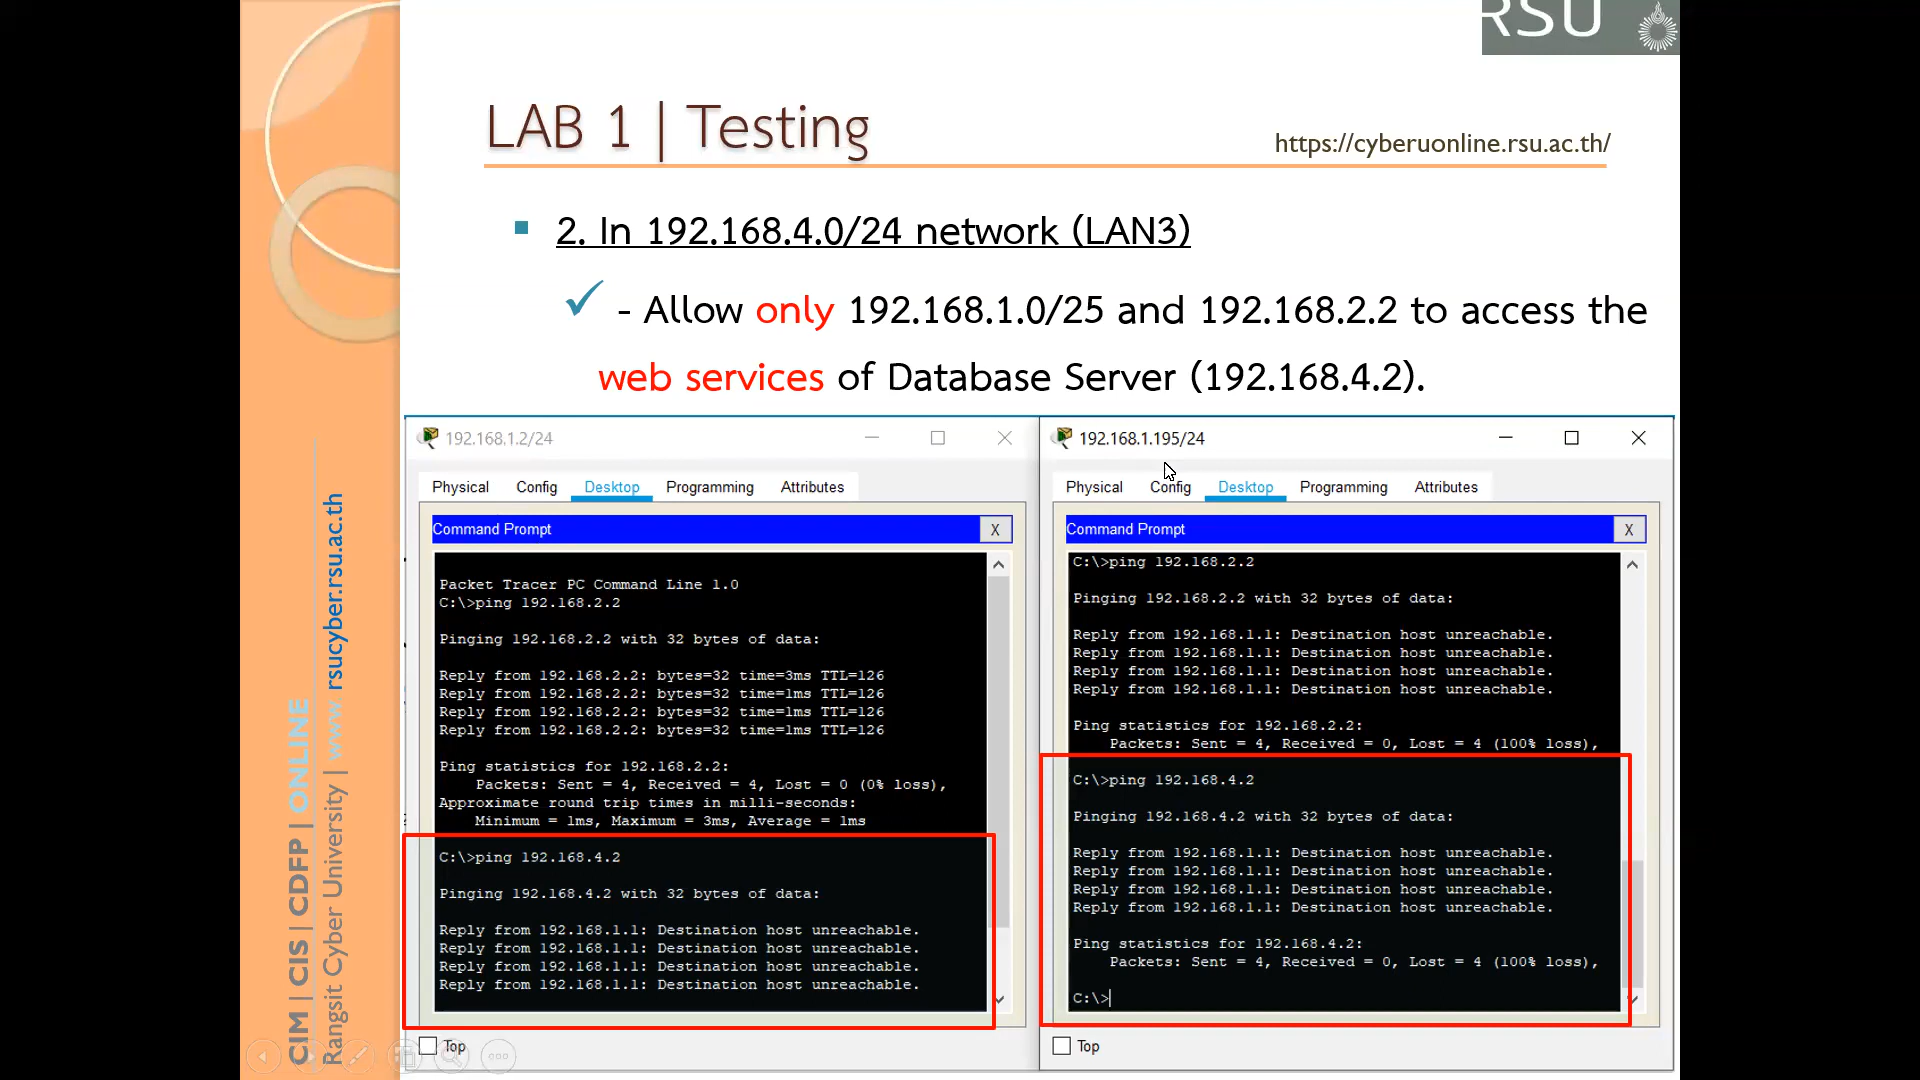 RSU
LAB 1 | Testing
https://cyberuonline.rsu.ac.th/
2. In 192.168.4.0/24 network (LAN3)
- Allow only 192.168.1.0/25 and 192.168.2.2 to access the
web services of Database Server (192.168.4.2).
CIM | CIS | CDFP | ONLINE
Rangsit Cyber University | www.rsucyber.rsu.ac.th
192.168.1.2/24
Physical Config Desktop Programming Attributes
Command Prompt X
Packet Tracer PC Command Line 1.0
C:\>ping 192.168.2.2
Pinging 192.168.2.2 with 32 bytes of data:
Reply from 192.168.2.2: bytes=32 time=3ms TTL=126
Reply from 192.168.2.2: bytes=32 time=1ms TTL=126
Reply from 192.168.2.2: bytes=32 time=1ms TTL=126
Reply from 192.168.2.2: bytes=32 time=1ms TTL=126
Ping statistics for 192.168.2.2:
Packets: Sent = 4, Received = 4, Lost = 0 (0% loss),
Approximate round trip times in milli-seconds:
Minimum = 1ms, Maximum = 3ms, Average = 1ms
C:\>ping 192.168.4.2
Pinging 192.168.4.2 with 32 bytes of data:
Reply from 192.168.1.1: Destination host unreachable.
Reply from 192.168.1.1: Destination host unreachable.
Reply from 192.168.1.1: Destination host unreachable.
Reply from 192.168.1.1: Destination host unreachable.
Top
192.168.1.195/24
Physical Config Desktop Programming Attributes
Command Prompt X
C:\>ping 192.168.2.2
Pinging 192.168.2.2 with 32 bytes of data:
Reply from 192.168.1.1: Destination host unreachable.
Reply from 192.168.1.1: Destination host unreachable.
Reply from 192.168.1.1: Destination host unreachable.
Reply from 192.168.1.1: Destination host unreachable.
Ping statistics for 192.168.2.2:
Packets: Sent = 4, Received = 0, Lost = 4 (100% loss),
C:\>ping 192.168.4.2
Pinging 192.168.4.2 with 32 bytes of data:
Reply from 192.168.1.1: Destination host unreachable.
Reply from 192.168.1.1: Destination host unreachable.
Reply from 192.168.1.1: Destination host unreachable.
Reply from 192.168.1.1: Destination host unreachable.
Ping statistics for 192.168.4.2:
Packets: Sent = 4, Received = 0, Lost = 4 (100% loss),
C:\>
Top